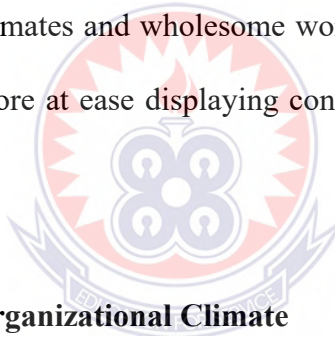 mates and wholesome wo
ore at ease displaying con
rganizational Climate